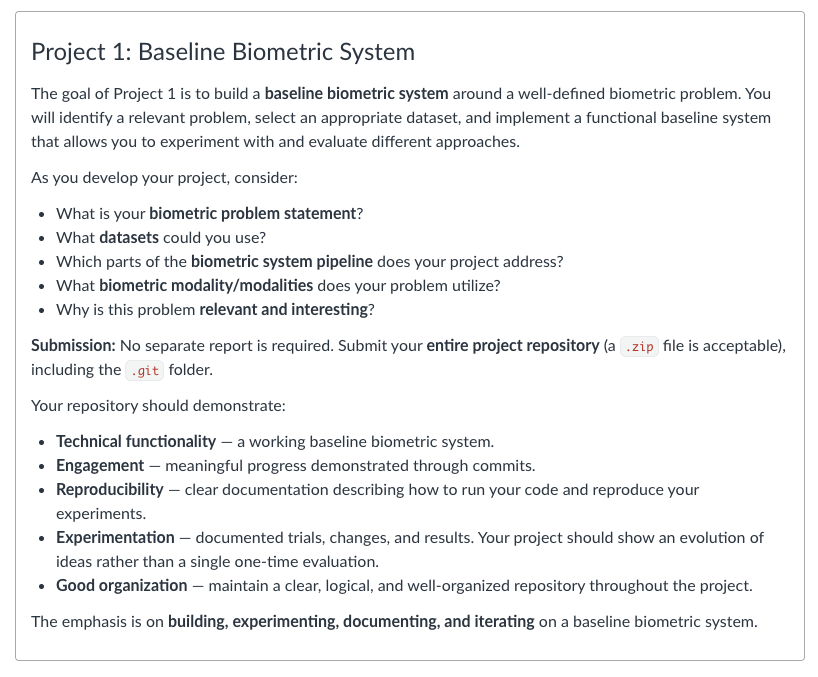 Project 1: Baseline Biometric System
The goal of Project 1 is to build a baseline biometric system around a well-defined biometric problem. You
will identify a relevant problem, select an appropriate dataset, and implement a functional baseline system
that allows you to experiment with and evaluate different approaches.
As you develop your project, consider:
• What is your biometric problem statement?
• What datasets could you use?
• Which parts of the biometric system pipeline does your project address?
• What biometric modality/modalities does your problem utilize?
• Why is this problem relevant and interesting?
Submission: No separate report is required. Submit your entire project repository (a .zip file is acceptable),
including the .git folder.
Your repository should demonstrate:
• Technical functionality — a working baseline biometric system.
• Engagement — meaningful progress demonstrated through commits.
• Reproducibility — clear documentation describing how to run your code and reproduce your
experiments.
• Experimentation — documented trials, changes, and results. Your project should show an evolution of
ideas rather than a single one-time evaluation.
• Good organization — maintain a clear, logical, and well-organized repository throughout the project.
The emphasis is on building, experimenting, documenting, and iterating on a baseline biometric system.